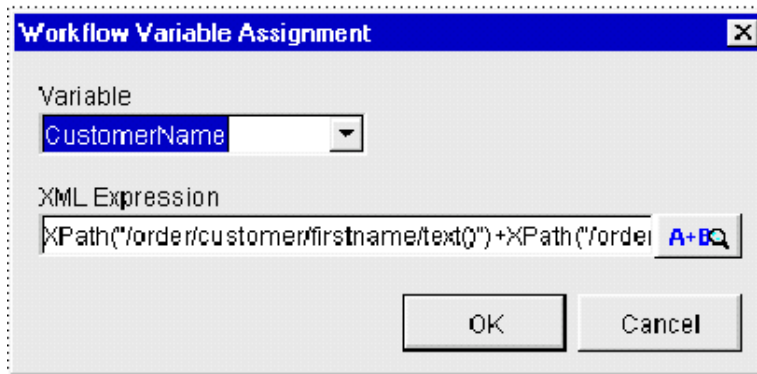 Workflow Variable Assignment
Variable
CustomerName
XML Expression
XPath("/order/customer/firstname/text()")+XPath("/order
A+B
OK
Cancel